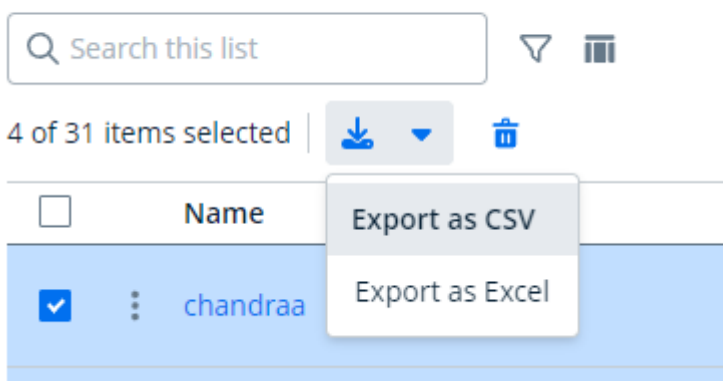 Search this list
4 of 31 items selected
Name
Export as CSV
Export as Excel
chandraa